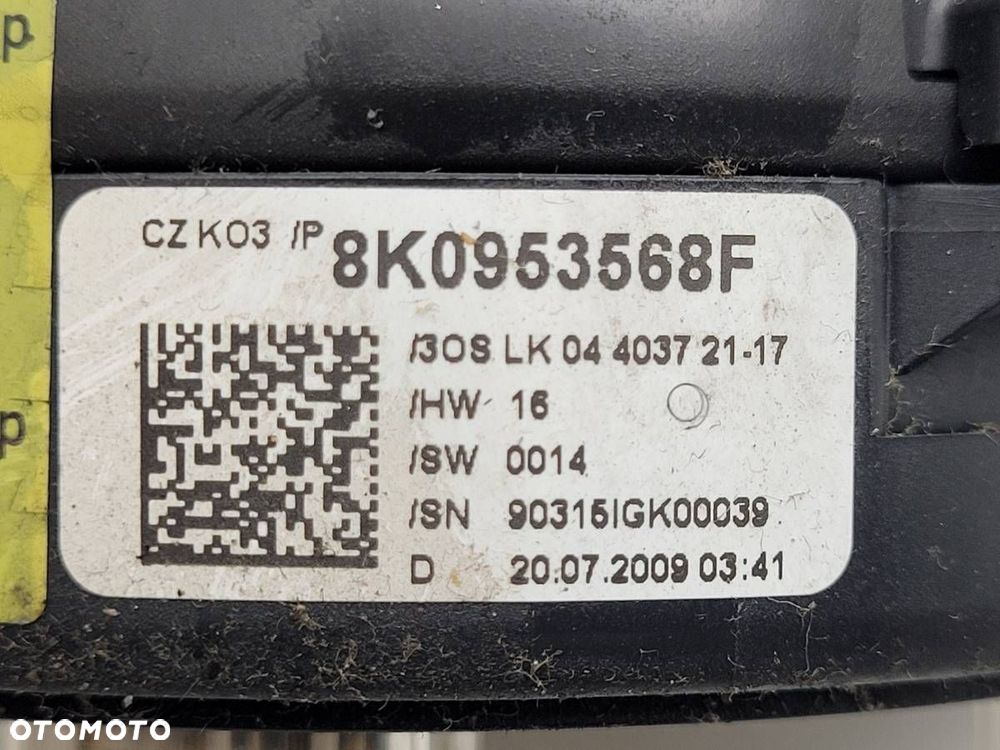 p
CZ K03 /P 8K0953568F
/3OS LK 04 4037 21-17
/HW 16
/SW 0014
p
/SN 90315IGK00039
D 20.07.2009 03:41
OTOMOTO